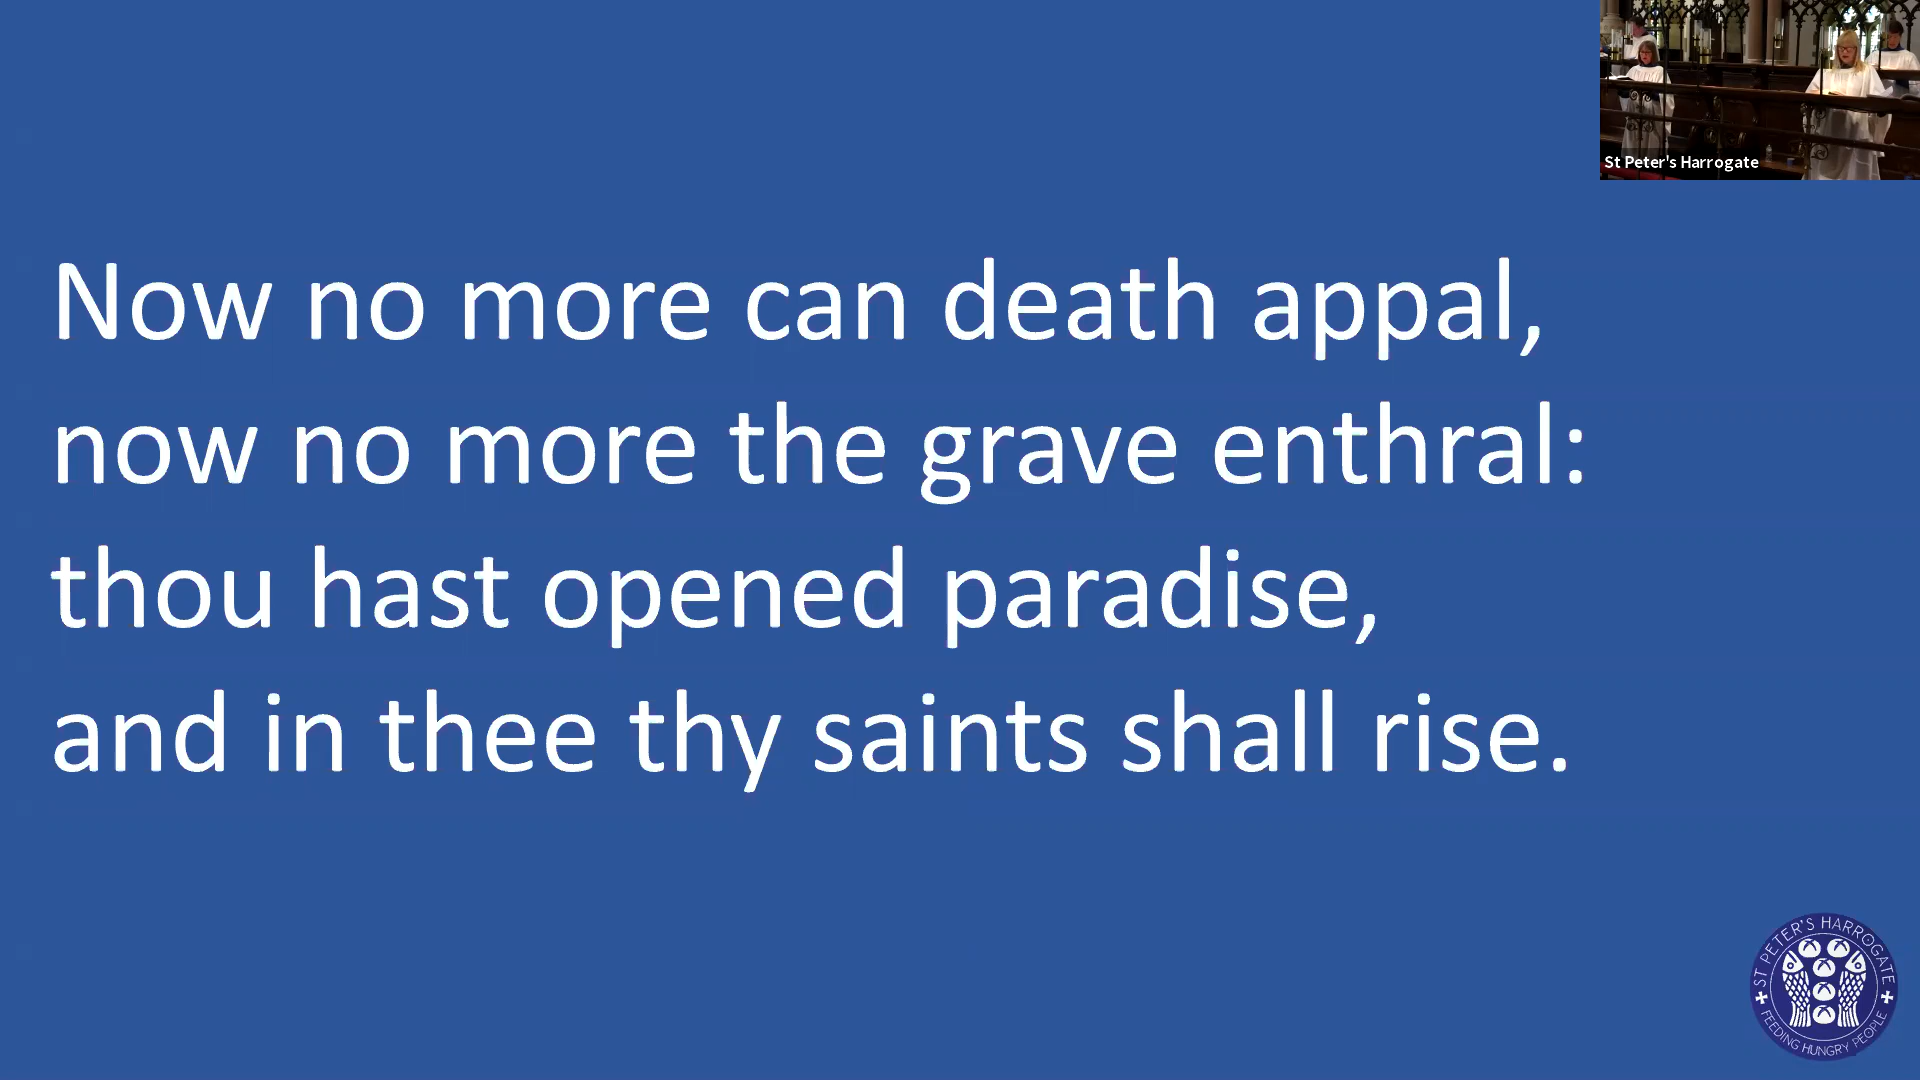 St Peter's Harrogate
Now no more can death appal,
now no more the grave enthral:
thou hast opened paradise,
and in thee thy saints shall rise.
ST PETER'S HARROGATE
FEEDING HUNGRY PEOPLE